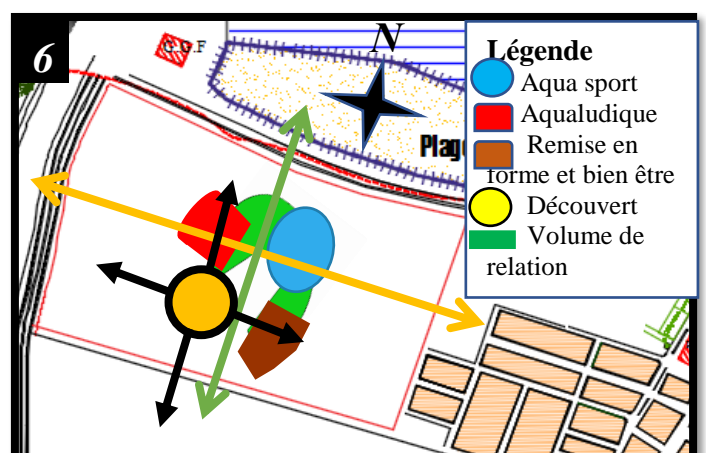 6
G.G.F
N
Plag
Légende
Aqua sport
Aqualudique
Remise en
forme et bien être
Découvert
Volume de
relation